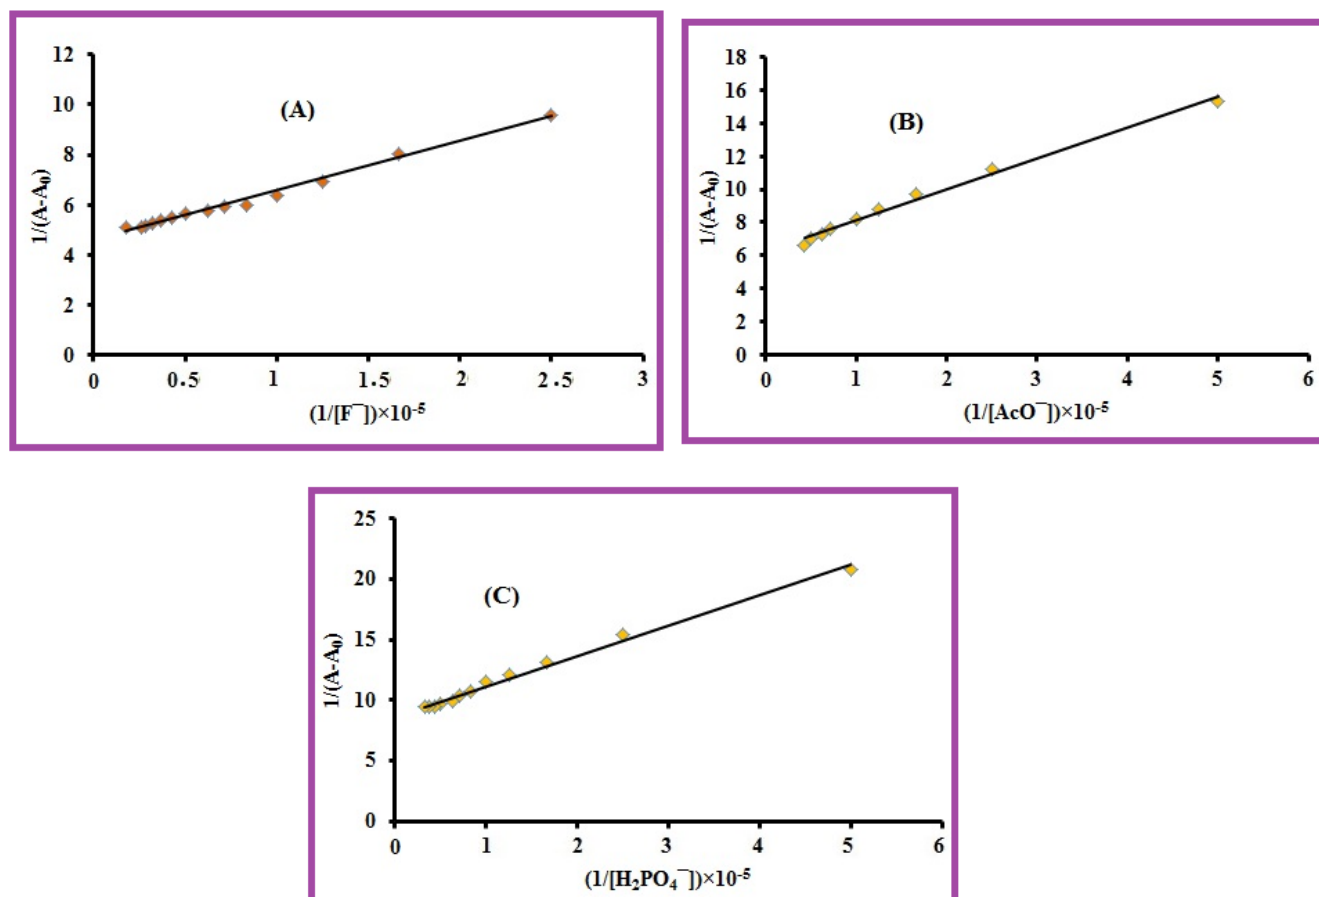 12
10
8
6
4
2
0
1/(A-A₀)
(A)
0 0.5 1 1.5 2 2.5 3
(1/[F⁻])×10⁻⁵
18
16
14
12
10
8
6
4
2
0
1/(A-A₀)
(B)
0 1 2 3 4 5 6
(1/[AcO⁻])×10⁻⁵
25
20
15
10
5
0
1/(A-A₀)
(C)
0 1 2 3 4 5 6
(1/[H₂PO₄⁻])×10⁻⁵